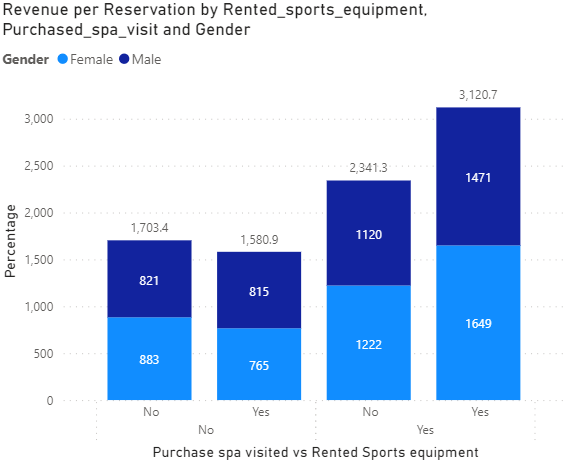 Revenue per Reservation by Rented_sports_equipment,
Purchased_spa_visit and Gender
Gender Female Male
3,120.7
3,000
2,500
2,341.3
1471
2,000
1,703.4
1,580.9
1120
1,500
Percentage
821
815
1,000
1649
1222
500
883
765
0
No Yes No Yes
No Yes
Purchase spa visited vs Rented Sports equipment